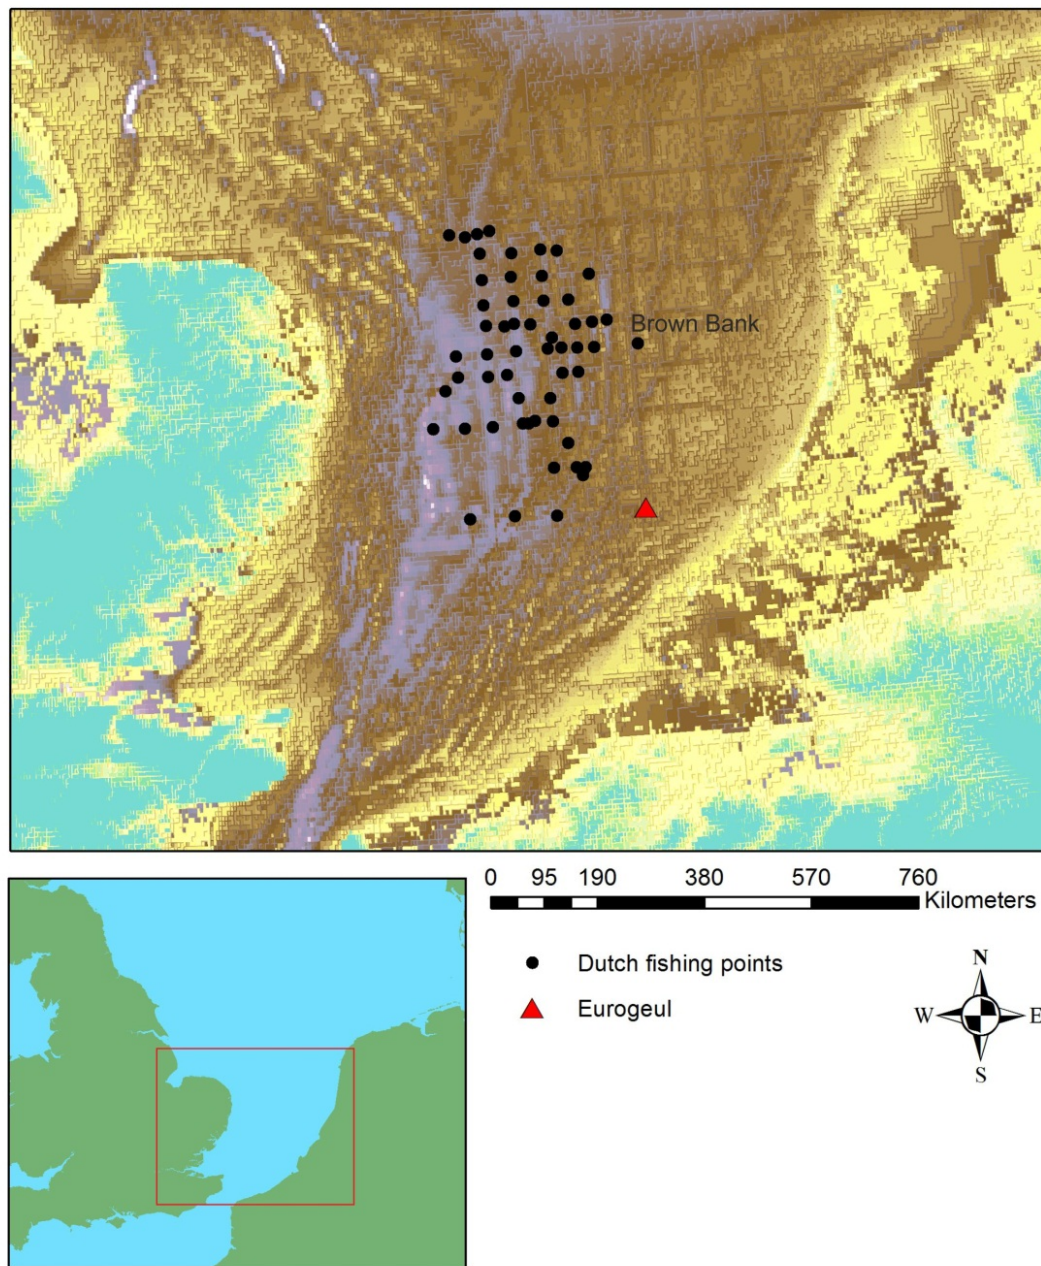 Brown Bank
0 95 190 380 570 760
Kilometers
Dutch fishing points
Eurogeul
N
W E
S